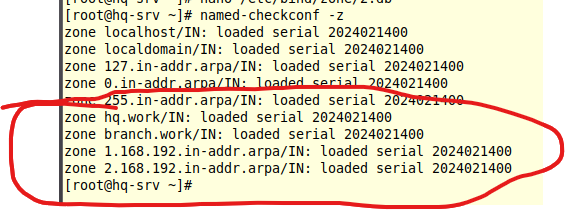 [root@hq-srv ~]# nano /etc/bind/zone/2.db
[root@hq-srv ~]# named-checkconf -z
zone localhost/IN: loaded serial 2024021400
zone localdomain/IN: loaded serial 2024021400
zone 127.in-addr.arpa/IN: loaded serial 2024021400
zone 0.in-addr.arpa/IN: loaded serial 2024021400
zone 255.in-addr.arpa/IN: loaded serial 2024021400
zone hq.work/IN: loaded serial 2024021400
zone branch.work/IN: loaded serial 2024021400
zone 1.168.192.in-addr.arpa/IN: loaded serial 2024021400
zone 2.168.192.in-addr.arpa/IN: loaded serial 2024021400
[root@hq-srv ~]#